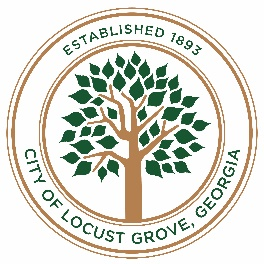 ESTABLISHED 1893
CITY OF LOCUST GROVE, GEORGIA